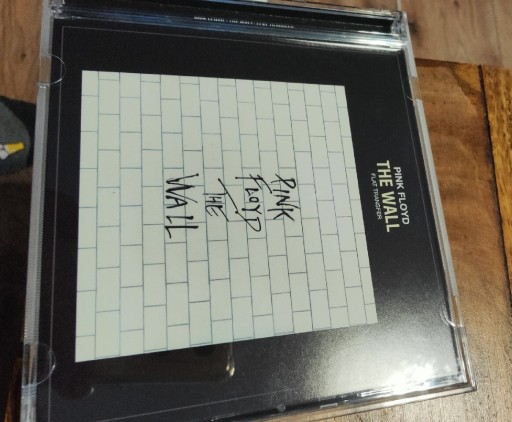 PINK FLOYD
THE WALL
FLAT TRANSFER
PINK
FLOYD
THE
WALL